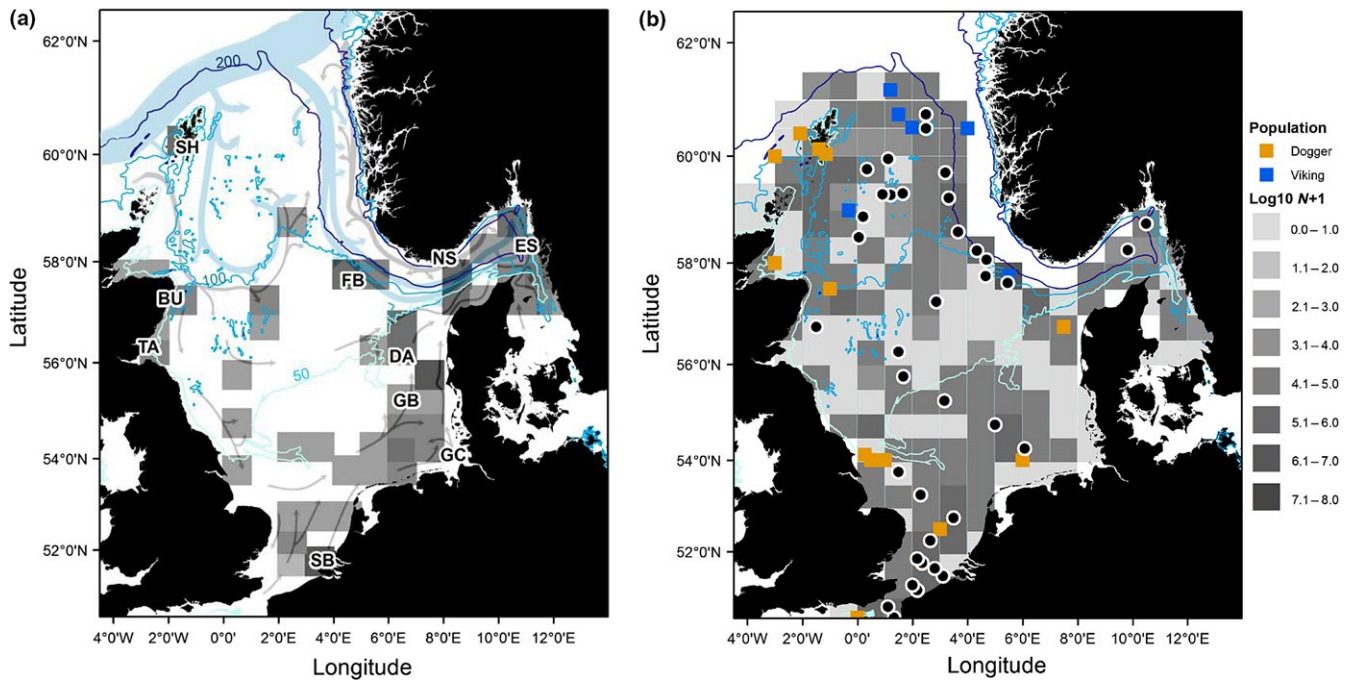 (a)
62°0'N
60°0'N
58°0'N
56°0'N
54°0'N
52°0'N
Latitude
200
SH
100
BU
TA
FB
NS
ES
50
DA
GB
GC
SB
4°0'W
2°0'W
0°0'
2°0'E
4°0'E
6°0'E
8°0'E
10°0'E
12°0'E
Longitude
(b)
62°0'N
60°0'N
58°0'N
56°0'N
54°0'N
52°0'N
Latitude
4°0'W
2°0'W
0°0'
2°0'E
4°0'E
6°0'E
8°0'E
10°0'E
12°0'E
Longitude
Population
Dogger
Viking
Log10 N+1
0.0–1.0
1.1–2.0
2.1–3.0
3.1–4.0
4.1–5.0
5.1–6.0
6.1–7.0
7.1–8.0